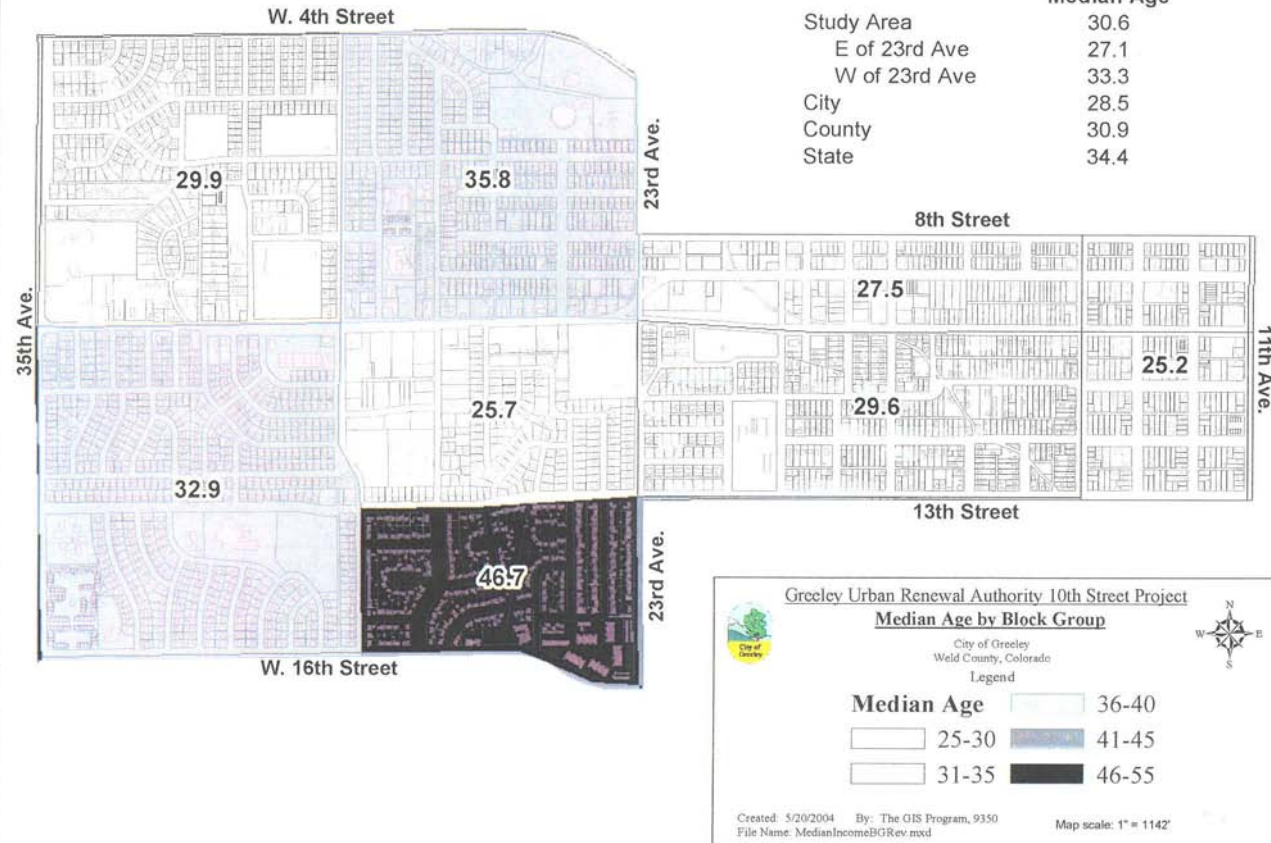 W. 4th Street
Median Age
Study Area 30.6
E of 23rd Ave 27.1
W of 23rd Ave 33.3
City 28.5
County 30.9
State 34.4
23rd Ave.
29.9
35.8
8th Street
27.5
35th Ave.
11th Ave.
25.2
25.7
29.6
32.9
13th Street
46.7
23rd Ave.
W. 16th Street
Greeley Urban Renewal Authority 10th Street Project
Median Age by Block Group
City of Greeley
City of Greeley
Weld County, Colorado
N
W E
S
Legend
Median Age 36-40
25-30 41-45
31-35 46-55
Created: 5/20/2004 By: The GIS Program, 9350
File Name: MedianIncomeBGRev.mxd
Map scale: 1" = 1142'